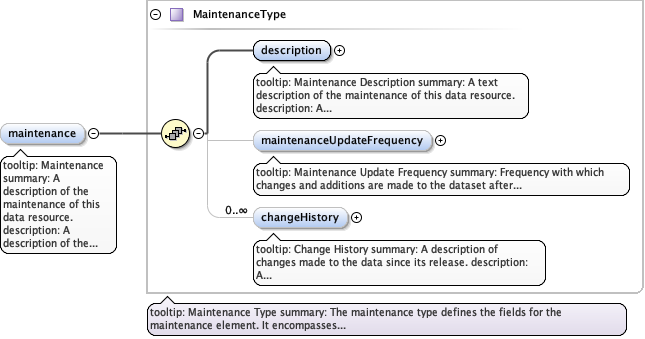 MaintenanceType
description
tooltip: Maintenance Description summary: A text
description of the maintenance of this data resource.
description: A...
maintenance
tooltip: Maintenance
summary: A
description of the
maintenance of this
data resource.
description: A
description of the...
maintenanceUpdateFrequency
tooltip: Maintenance Update Frequency summary: Frequency with which
changes and additions are made to the dataset after...
0..∞
changeHistory
tooltip: Change History summary: A description of
changes made to the data since its release. description:
A...
tooltip: Maintenance Type summary: The maintenance type defines the fields for the
maintenance element. It encompasses...